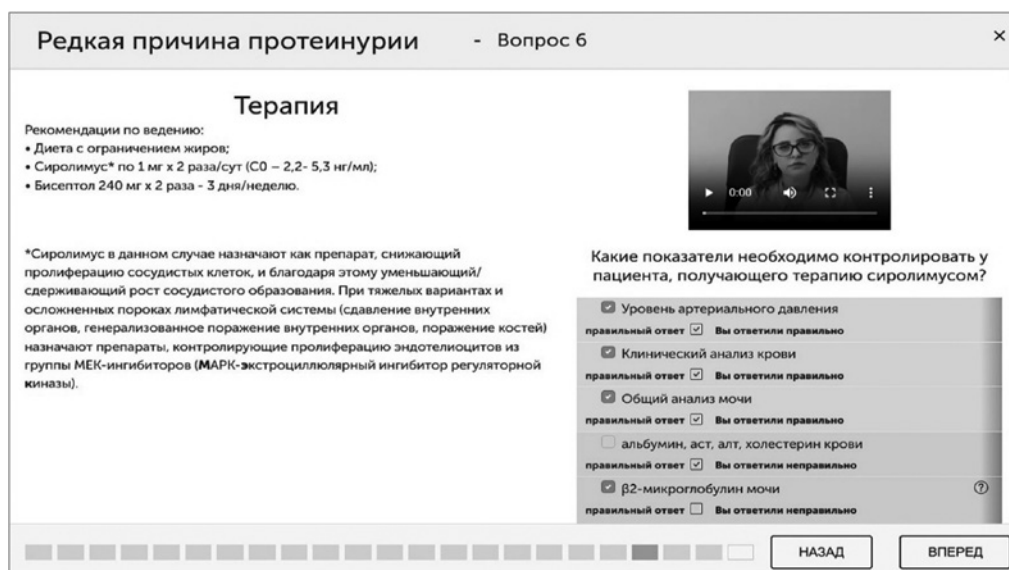 Редкая причина протеинурии - Вопрос 6
×
Терапия
Рекомендации по ведению:
• Диета с ограничением жиров;
• Сиролимус* по 1 мг х 2 раза/сут (С0 – 2,2- 5,3 нг/мл);
• Бисептол 240 мг х 2 раза - 3 дня/неделю.
*Сиролимус в данном случае назначают как препарат, снижающий
пролиферацию сосудистых клеток, и благодаря этому уменьшающий/
сдерживающий рост сосудистого образования. При тяжелых вариантах и
осложненных пороках лимфатической системы (сдавление внутренних
органов, генерализованное поражение внутренних органов, поражение костей)
назначают препараты, контролирующие пролиферацию эндотелиоцитов из
группы МЕК-ингибиторов (МАРК-экстроциллюлярный ингибитор регуляторной
киназы).
0:00
Какие показатели необходимо контролировать у
пациента, получающего терапию сиролимусом?
Уровень артериального давления
правильный ответ Вы ответили правильно
Клинический анализ крови
правильный ответ Вы ответили правильно
Общий анализ мочи
правильный ответ Вы ответили правильно
альбумин, аст, алт, холестерин крови
правильный ответ Вы ответили неправильно
β2-микроглобулин мочи ?
правильный ответ Вы ответили неправильно
НАЗАД ВПЕРЕД